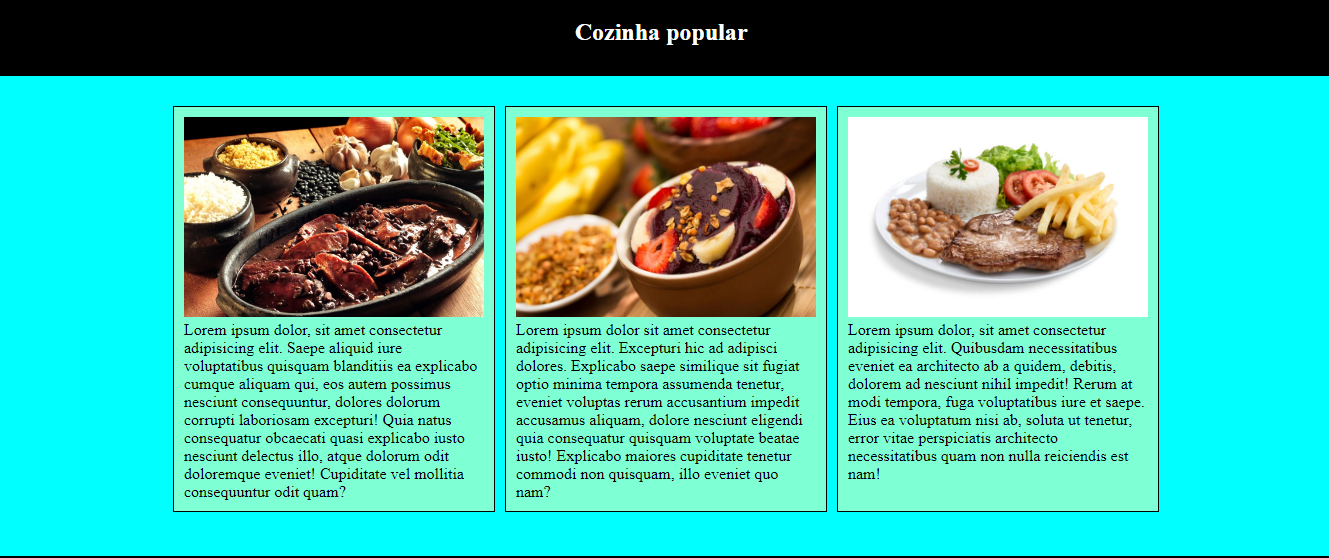 Cozinha popular
Lorem ipsum dolor, sit amet consectetur
adipisicing elit. Saepe aliquid iure
voluptatibus quisquam blanditiis ea explicabo
cumque aliquam qui, eos autem possimus
nesciunt consequuntur, dolores dolorum
corrupti laboriosam excepturi! Quia natus
consequatur obcaecati quasi explicabo iusto
nesciunt delectus illo, atque dolorum odit
doloremque eveniet! Cupiditate vel mollitia
consequuntur odit quam?
Lorem ipsum dolor sit amet consectetur
adipisicing elit. Excepturi hic ad adipisci
dolores. Explicabo saepe similique sit fugiat
optio minima tempora assumenda tenetur,
eveniet voluptas rerum accusantium impedit
accusamus aliquam, dolore nesciunt eligendi
quia consequatur quisquam voluptate beatae
iusto! Explicabo maiores cupiditate tenetur
commodi non quisquam, illo eveniet quo
nam?
Lorem ipsum dolor, sit amet consectetur
adipisicing elit. Quibusdam necessitatibus
eveniet ea architecto ab a quidem, debitis,
dolorem ad nesciunt nihil impedit! Rerum at
modi tempora, fuga voluptatibus iure et saepe.
Eius ea voluptatum nisi ab, soluta ut tenetur,
error vitae perspiciatis architecto
necessitatibus quam non nulla reiciendis est
nam!